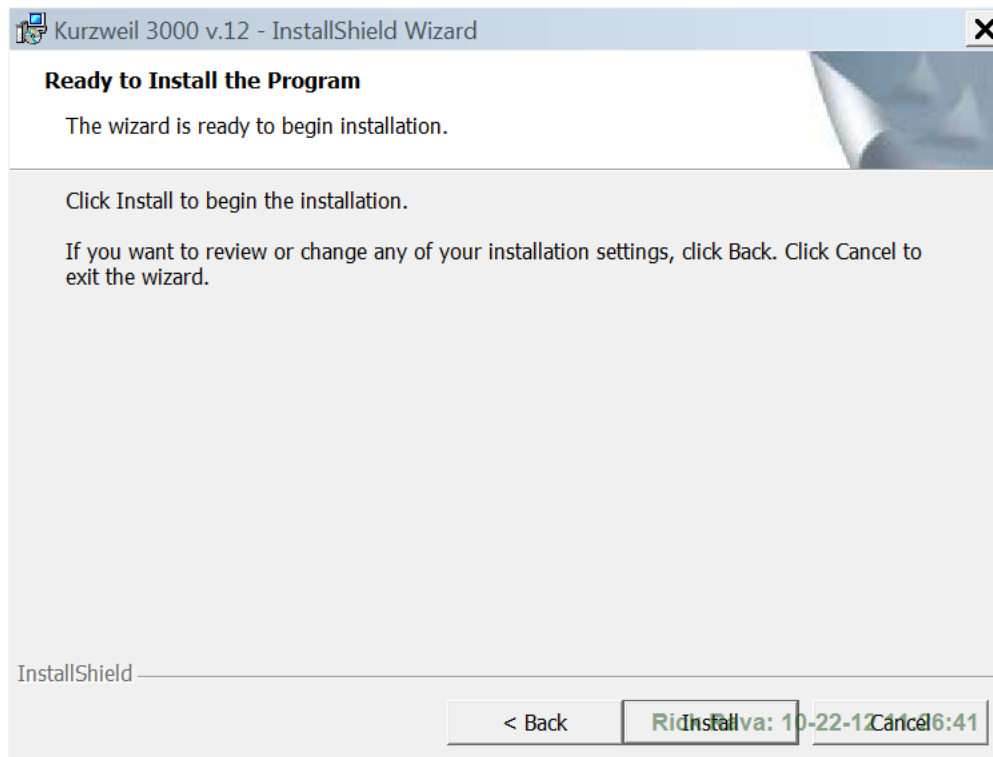 Kurzweil 3000 v.12 - InstallShield Wizard
Ready to Install the Program
The wizard is ready to begin installation.
Click Install to begin the installation.
If you want to review or change any of your installation settings, click Back. Click Cancel to
exit the wizard.
InstallShield
< Back Install Cancel